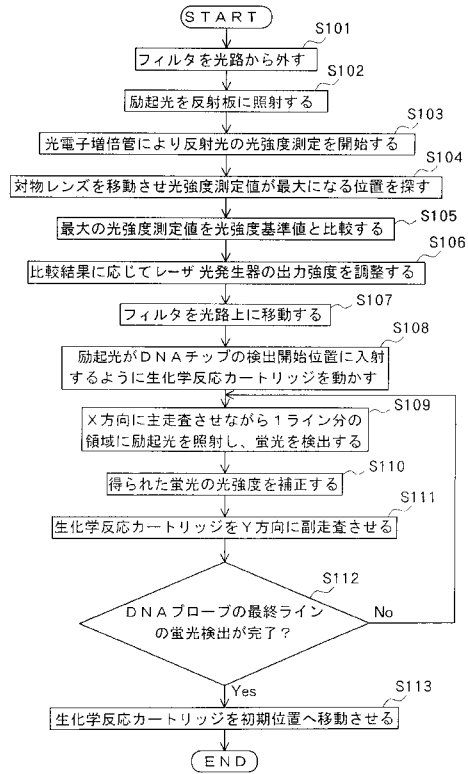 START
S101
フィルタを光路から外す
S102
励起光を反射板に照射する
S103
光電子増倍管により反射光の光強度測定を開始する
S104
対物レンズを移動させ光強度測定値が最大になる位置を探す
S105
最大の光強度測定値を光強度基準値と比較する
S106
比較結果に応じてレーザ光発生器の出力強度を調整する
S107
フィルタを光路上に移動する
S108
励起光がDNAチップの検出開始位置に入射
するように生化学反応カートリッジを動かす
S109
X方向に主走査させながら1ライン分の
領域に励起光を照射し、蛍光を検出する
S110
得られた蛍光の光強度を補正する
S111
生化学反応カートリッジをY方向に副走査させる
S112
DNAプローブの最終ライン
の蛍光検出が完了?
No
Yes
S113
生化学反応カートリッジを初期位置へ移動させる
END